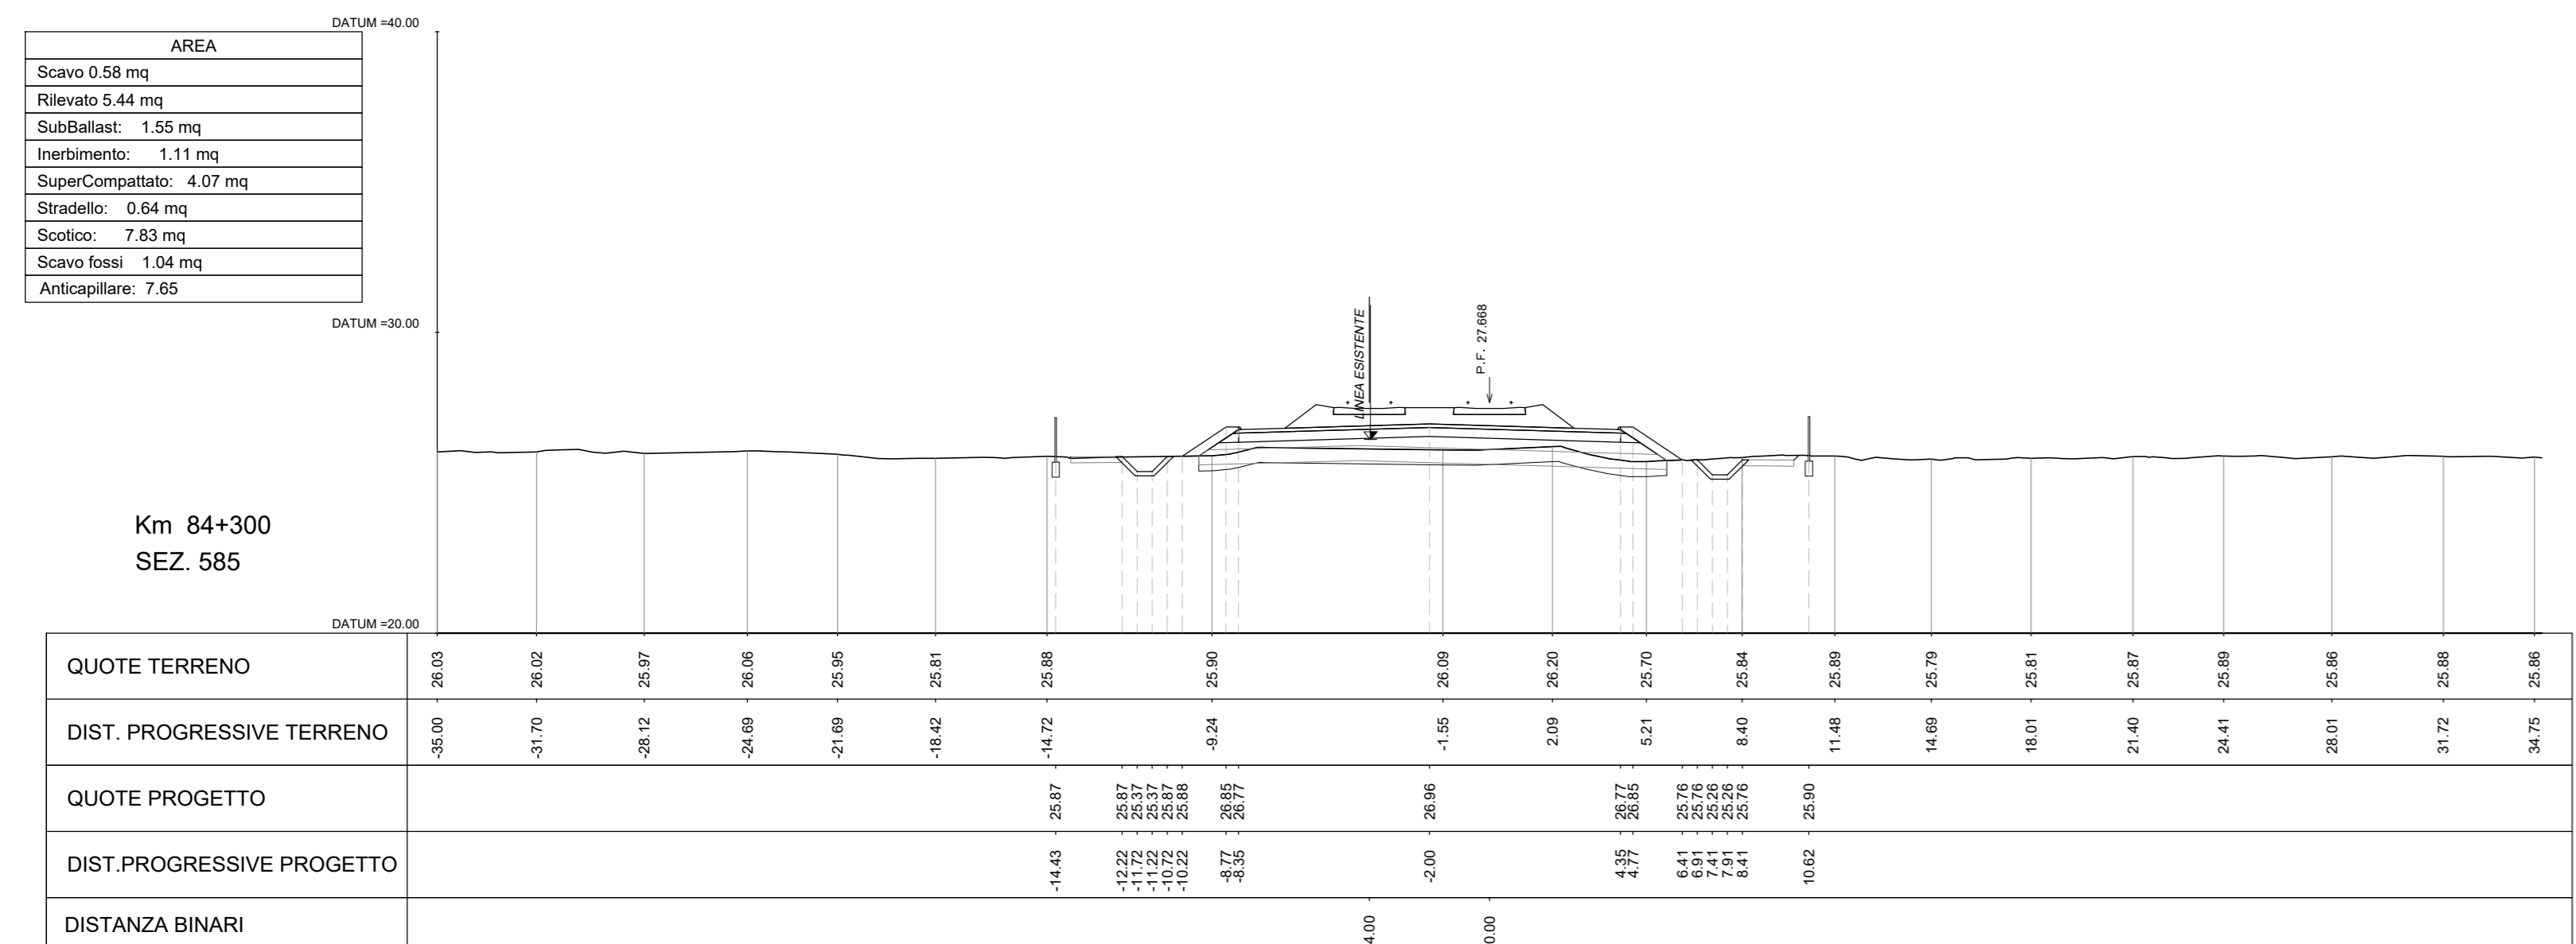 DATUM =40.00
AREA
Scavo 0.58 mq
Rilevato 5.44 mq
SubBallast: 1.55 mq
Inerbimento: 1.11 mq
SuperCompattato: 4.07 mq
Stradello: 0.64 mq
Scotico: 7.83 mq
Scavo fossi 1.04 mq
Anticapillare: 7.65
DATUM =30.00
LINEA ESISTENTE
P.F. 27.668
Km 84+300
SEZ. 585
DATUM =20.00
QUOTE TERRENO 26.03 26.02 25.97 26.06 25.95 25.81 25.88 25.90 26.09 26.20 25.70 25.84 25.89 25.79 25.81 25.87 25.89 25.86 25.88 25.86
DIST. PROGRESSIVE TERRENO -35.00 -31.70 -28.12 -24.69 -21.69 -18.42 -14.72 -9.24 -1.55 2.09 5.21 8.40 11.48 14.69 18.01 21.40 24.41 28.01 31.72 34.75
QUOTE PROGETTO 25.87 25.87 25.37 25.37 25.87 25.88 26.85 26.77 26.96 26.77 26.85 25.76 25.76 25.26 25.26 25.76 25.90
DIST.PROGRESSIVE PROGETTO -14.43 -12.22 -11.72 -11.22 -10.72 -10.22 -8.77 -8.35 -2.00 4.35 4.77 6.41 6.91 7.41 7.91 8.41 10.62
DISTANZA BINARI 4.00 0.00